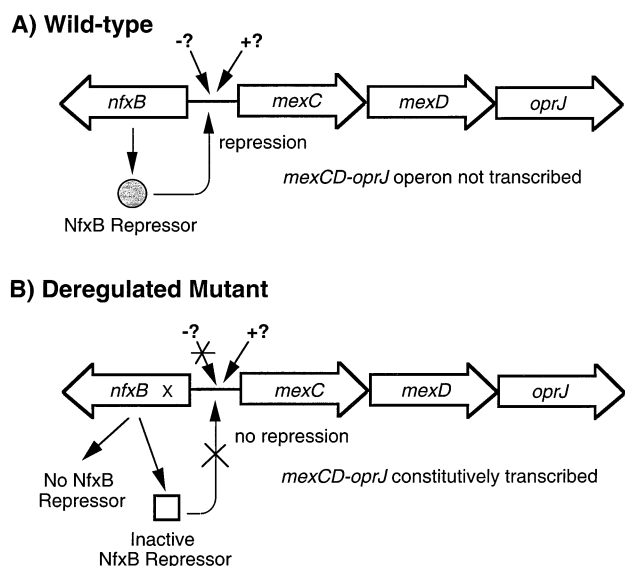 A) Wild-type
-? +?
nfxB mexC mexD oprJ
repression
mexCD-oprJ operon not transcribed
NfxB Repressor
B) Deregulated Mutant
-? +?
nfxB X mexC mexD oprJ
no repression
No NfxB
Repressor
mexCD-oprJ constitutively transcribed
Inactive
NfxB Repressor